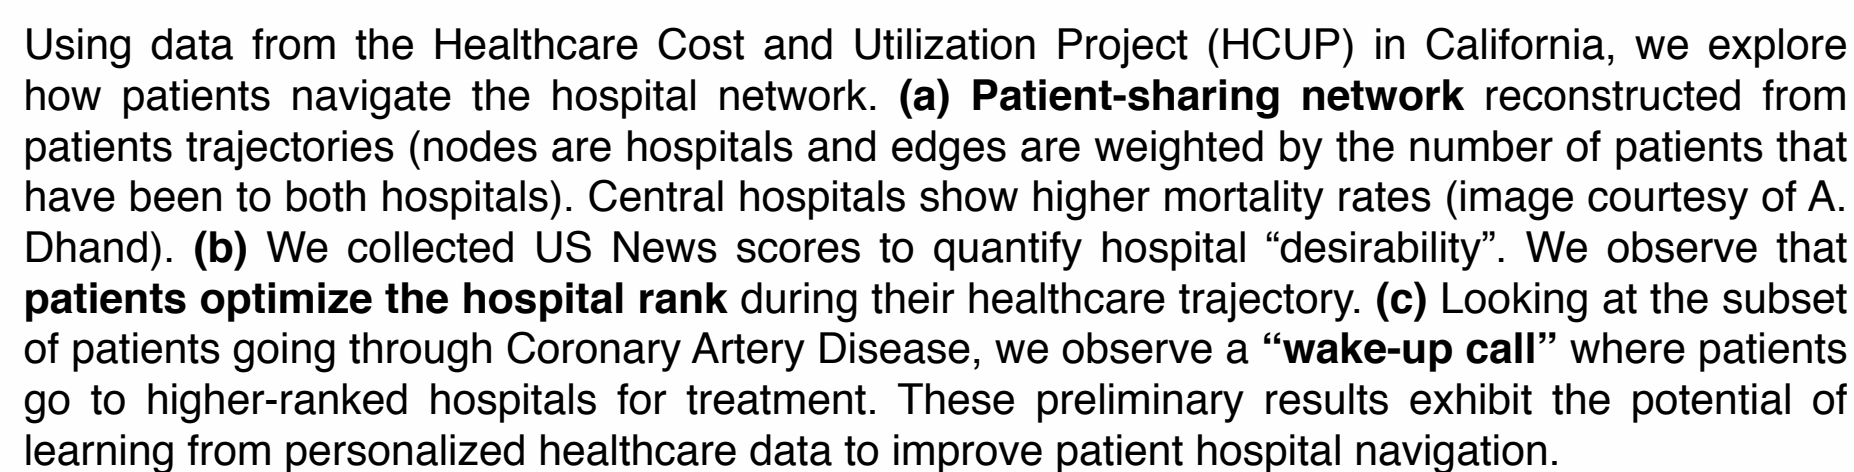 Using data from the Healthcare Cost and Utilization Project (HCUP) in California, we explore
how patients navigate the hospital network. (a) Patient-sharing network reconstructed from
patients trajectories (nodes are hospitals and edges are weighted by the number of patients that
have been to both hospitals). Central hospitals show higher mortality rates (image courtesy of A.
Dhand). (b) We collected US News scores to quantify hospital “desirability”. We observe that
patients optimize the hospital rank during their healthcare trajectory. (c) Looking at the subset
of patients going through Coronary Artery Disease, we observe a “wake-up call” where patients
go to higher-ranked hospitals for treatment. These preliminary results exhibit the potential of
learning from personalized healthcare data to improve patient hospital navigation.